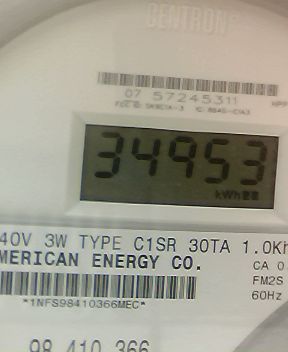 CENTRON
07 57245311
34953
kWh
40V 3W TYPE C1SR 30TA 1.0Kh
MERICAN ENERGY CO.
CA 0
FM2S
*1NFS98410366MEC*
60Hz
98 410 366